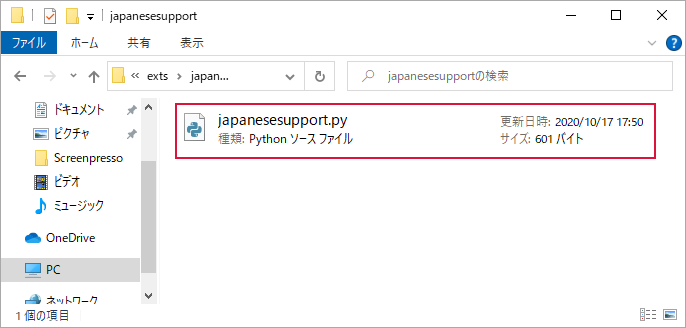 japanesesupport
ファイル ホーム 共有 表示
« exts › japan...
japanesesupportの検索
ドキュメント
ピクチャ
Screenpresso
ビデオ
ミュージック
OneDrive
PC
ネットワーク
japanesesupport.py
種類: Python ソース ファイル
更新日時: 2020/10/17 17:50
サイズ: 601 バイト
1 個の項目